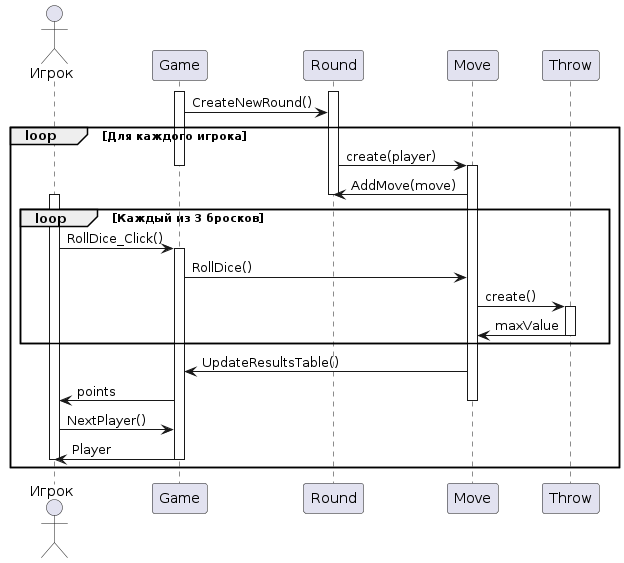 Игрок
Game
Round
Move
Throw
CreateNewRound()
loop
[Для каждого игрока]
create(player)
AddMove(move)
loop
[Каждый из 3 бросков]
RollDice_Click()
RollDice()
create()
maxValue
UpdateResultsTable()
points
NextPlayer()
Player
Игрок
Game
Round
Move
Throw